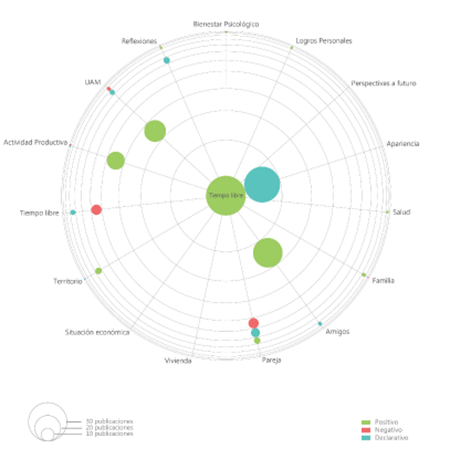 Bienestar Psicológico
Reflexiones
Logros Personales
UAM
Perspectivas a futuro
Actividad Productiva
Apariencia
Tiempo libre
Tiempo libre
Salud
Territorio
Familia
Situación económica
Amigos
Vivienda
Pareja
30 publicaciones
20 publicaciones
10 publicaciones
Positivo
Negativo
Declarativo